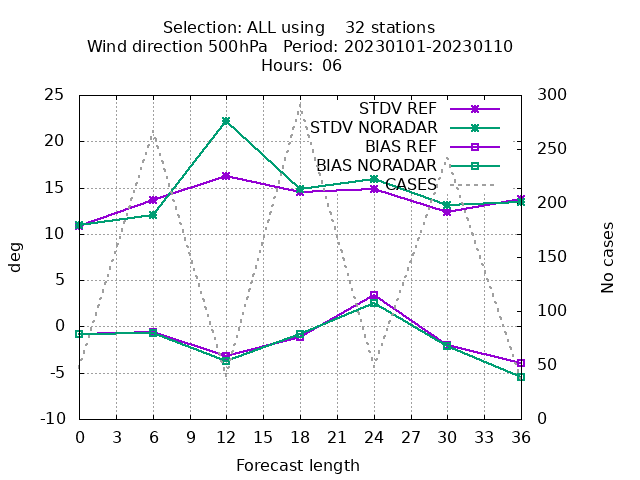 Selection: ALL using    32 stations
Wind direction 500hPa   Period: 20230101-20230110
Hours: 06
STDV REF
STDV NORADAR
BIAS REF
BIAS NORADAR
CASES
deg
25
20
15
10
5
0
-5
-10
No cases
300
250
200
150
100
50
0
0 3 6 9 12 15 18 21 24 27 30 33 36
Forecast length